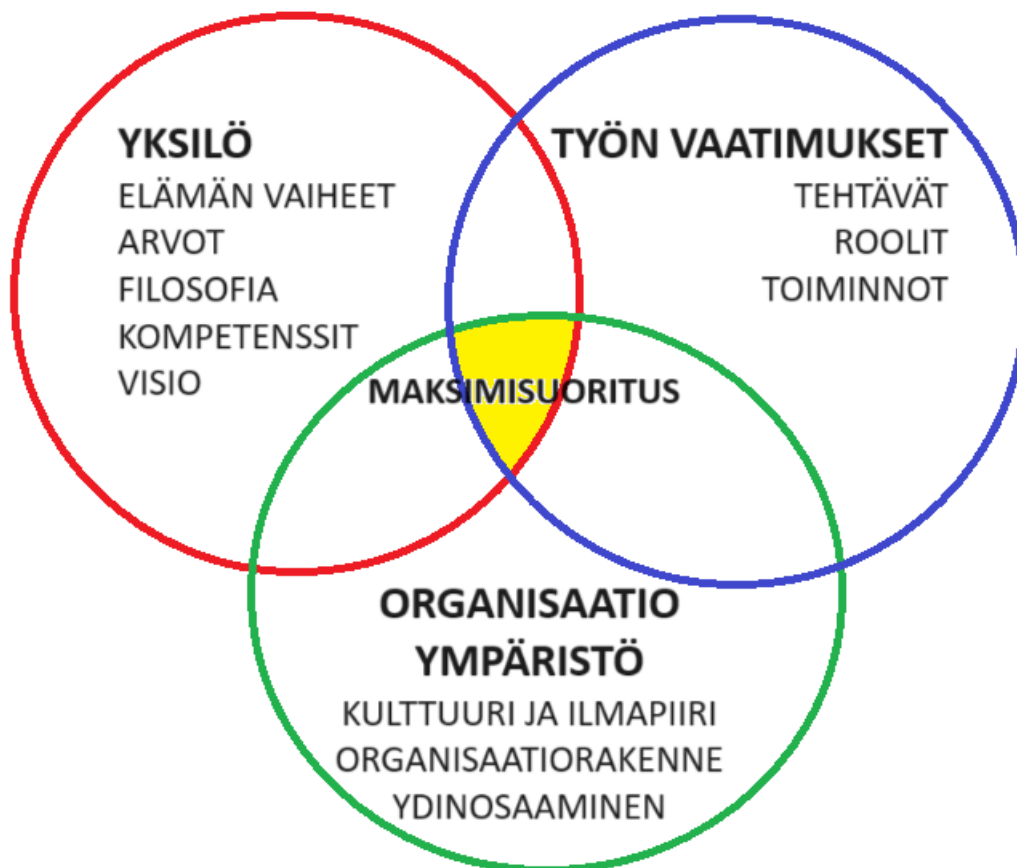 YKSILÖ
ELÄMÄN VAIHEET
ARVOT
FILOSOFIA
KOMPETENSSIT
VISIO
TYÖN VAATIMUKSET
TEHTÄVÄT
ROOLIT
TOIMINNOT
MAKSIMISUORITUS
ORGANISAATIO
YMPÄRISTÖ
KULTTUURI JA ILMAPIIRI
ORGANISAATIORAKENNE
YDINOSAAMINEN